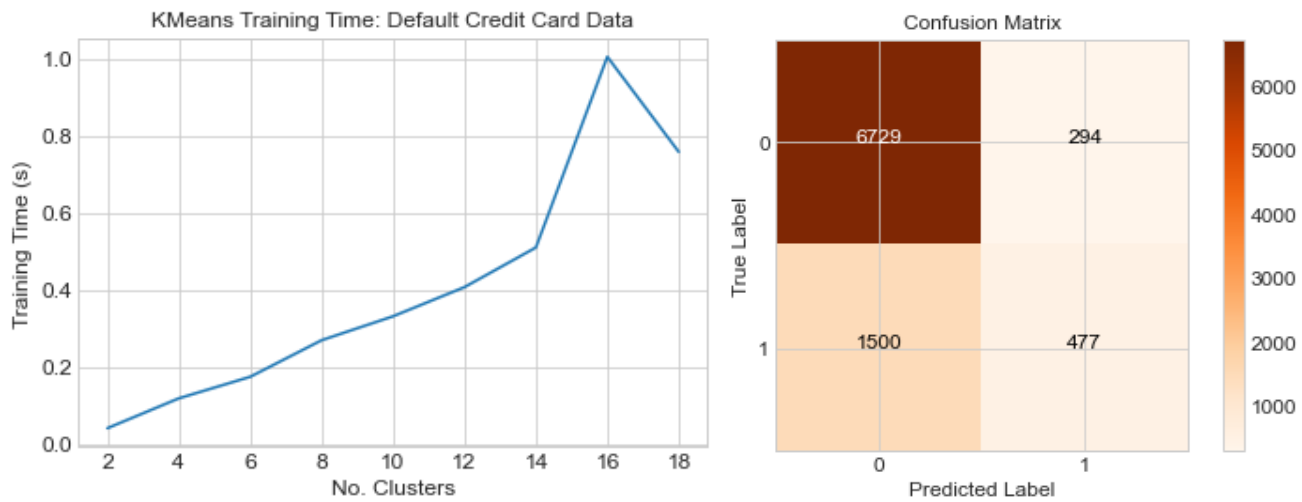 KMeans Training Time: Default Credit Card Data
Training Time (s)
1.0
0.8
0.6
0.4
0.2
0.0
2 4 6 8 10 12 14 16 18
No. Clusters
Confusion Matrix
True Label
0
6729 294
1
1500 477
0 1
Predicted Label
6000
5000
4000
3000
2000
1000